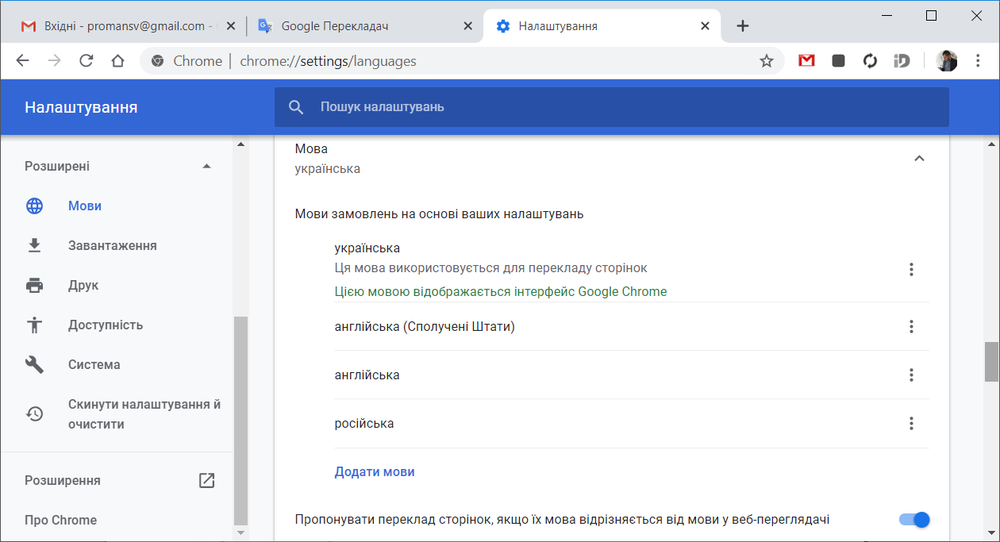 Вхідні - promansv@gmail.com -
Google Перекладач
Налаштування
Chrome | chrome://settings/languages
Налаштування
Пошук налаштувань
Розширені
Мови
Завантаження
Друк
Доступність
Система
Скинути налаштування й
очистити
Розширення
Про Chrome
Мова
українська
Мови замовлень на основі ваших налаштувань
українська
Ця мова використовується для перекладу сторінок
Цією мовою відображається інтерфейс Google Chrome
англійська (Сполучені Штати)
англійська
російська
Додати мови
Пропонувати переклад сторінок, якщо їх мова відрізняється від мови у веб-переглядачі